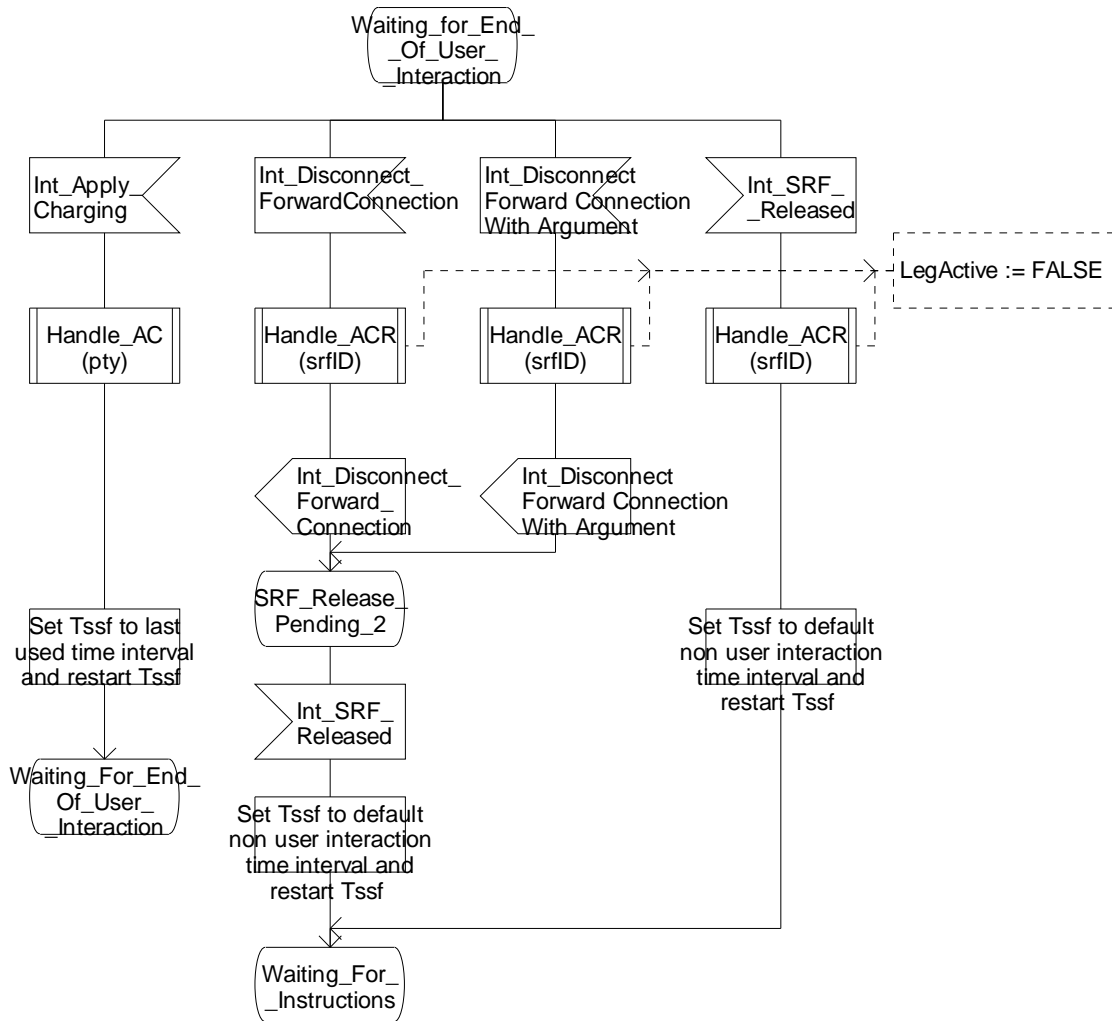 Waiting_for_End_
_Of_User_
_Interaction
Int_Apply_
Charging
Int_Disconnect_
ForwardConnection
Int_Disconnect
Forward Connection
With Argument
Int_SRF_
_Released
LegActive := FALSE
Handle_AC
(pty)
Handle_ACR
(srfID)
Handle_ACR
(srfID)
Handle_ACR
(srfID)
Int_Disconnect_
Forward_
Connection
Int_Disconnect
Forward Connection
With Argument
SRF_Release_
Pending_2
Set Tssf to last
used time interval
and restart Tssf
Set Tssf to default
non user interaction
time interval and
restart Tssf
Int_SRF_
Released
Waiting_For_End_
_Of_User_
_Interaction
Set Tssf to default
non user interaction
time interval and
restart Tssf
Waiting_For_
_Instructions